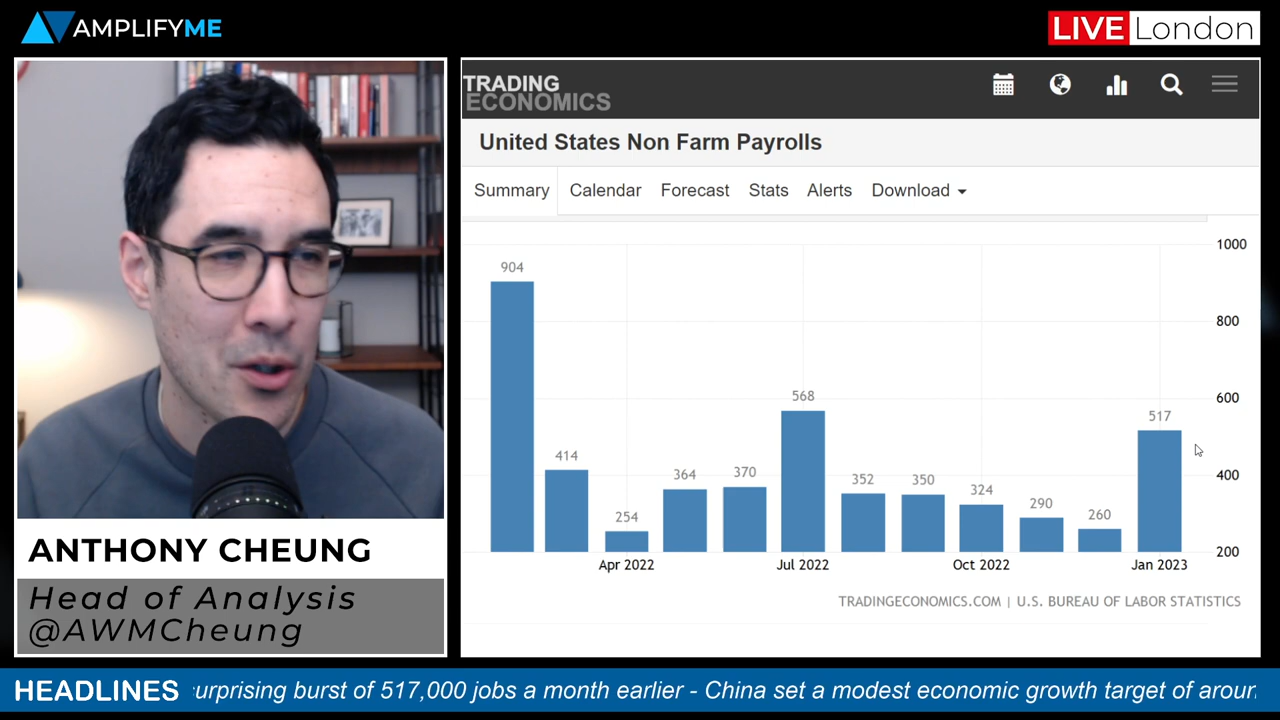 AMPLIFYME
LIVE London
TRADING
ECONOMICS
United States Non Farm Payrolls
Summary Calendar Forecast Stats Alerts Download
1000
904
800
600
568
517
414
400
364
370
352
350
324
290
254
260
200
Apr 2022 Jul 2022 Oct 2022 Jan 2023
TRADINGECONOMICS.COM | U.S. BUREAU OF LABOR STATISTICS
ANTHONY CHEUNG
Head of Analysis
@AWMCheung
HEADLINES urprising burst of 517,000 jobs a month earlier - China set a modest economic growth target of aroun